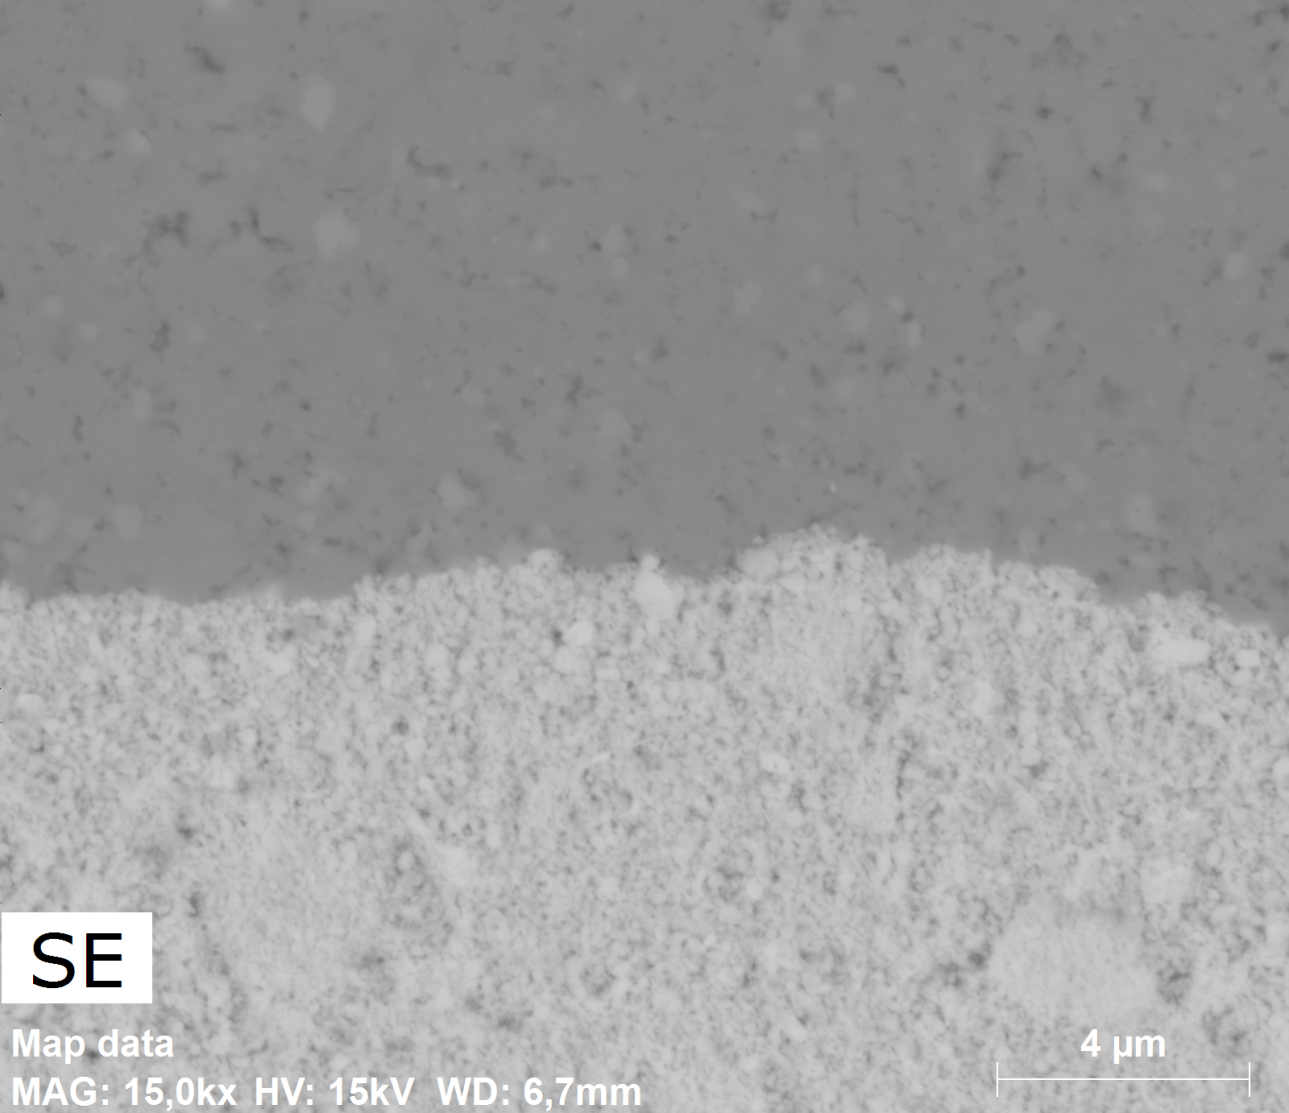 SE
Map data
4 µm
MAG: 15,0kx HV: 15kV WD: 6,7mm